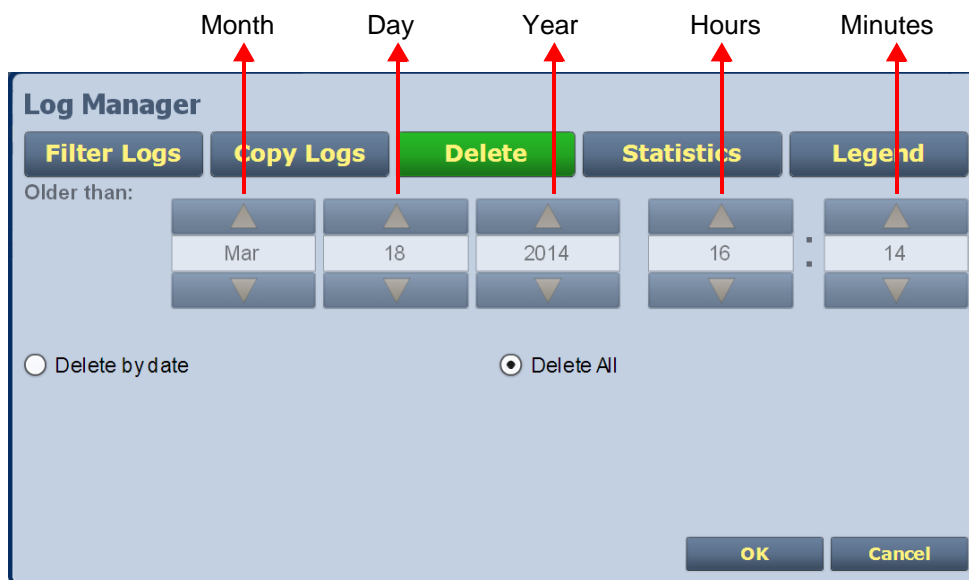 Month Day Year Hours Minutes
Log Manager
Filter Logs Copy Logs Delete Statistics Legend
Older than:
Mar 18 2014 16 : 14
Delete by date Delete All
OK Cancel